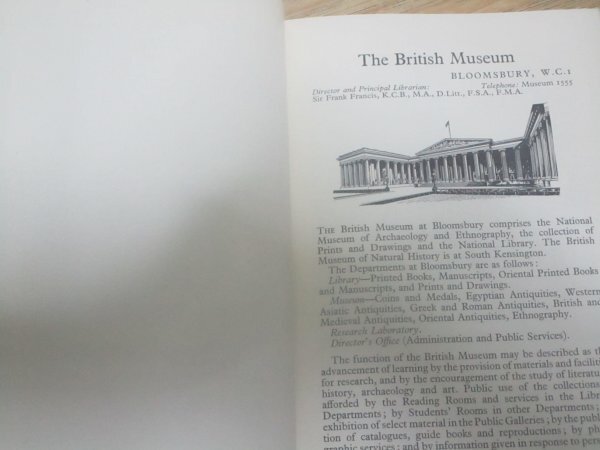 The British Museum
BLOOMSBURY, W.C.1
Director and Principal Librarian: Telephone: Museum 1555
Sir Frank Francis, K.C.B., M.A., D.Litt., F.S.A., F.M.A.
THE British Museum at Bloomsbury comprises the National
Museum of Archaeology and Ethnography, the collection of
Prints and Drawings and the National Library. The British
Museum of Natural History is at South Kensington.
The Departments at Bloomsbury are as follows:
Library—Printed Books, Manuscripts, Oriental Printed Books
and Manuscripts, and Prints and Drawings.
Museum—Coins and Medals, Egyptian Antiquities, Western
Asiatic Antiquities, Greek and Roman Antiquities, British and
Medieval Antiquities, Oriental Antiquities, Ethnography.
Research Laboratory.
Director's Office (Administration and Public Services).
The function of the British Museum may be described as th
advancement of learning by the provision of materials and faciliti
for research, and by the encouragement of the study of literatur
history, archaeology and art. Public use of the collections
afforded by the Reading Rooms and services in the Libr
Departments; by Students' Rooms in other Departments;
exhibition of select material in the Public Galleries; by the pu
tion of catalogues, guide books and reproductions; by pho
graphic services; and by information given in response to perso